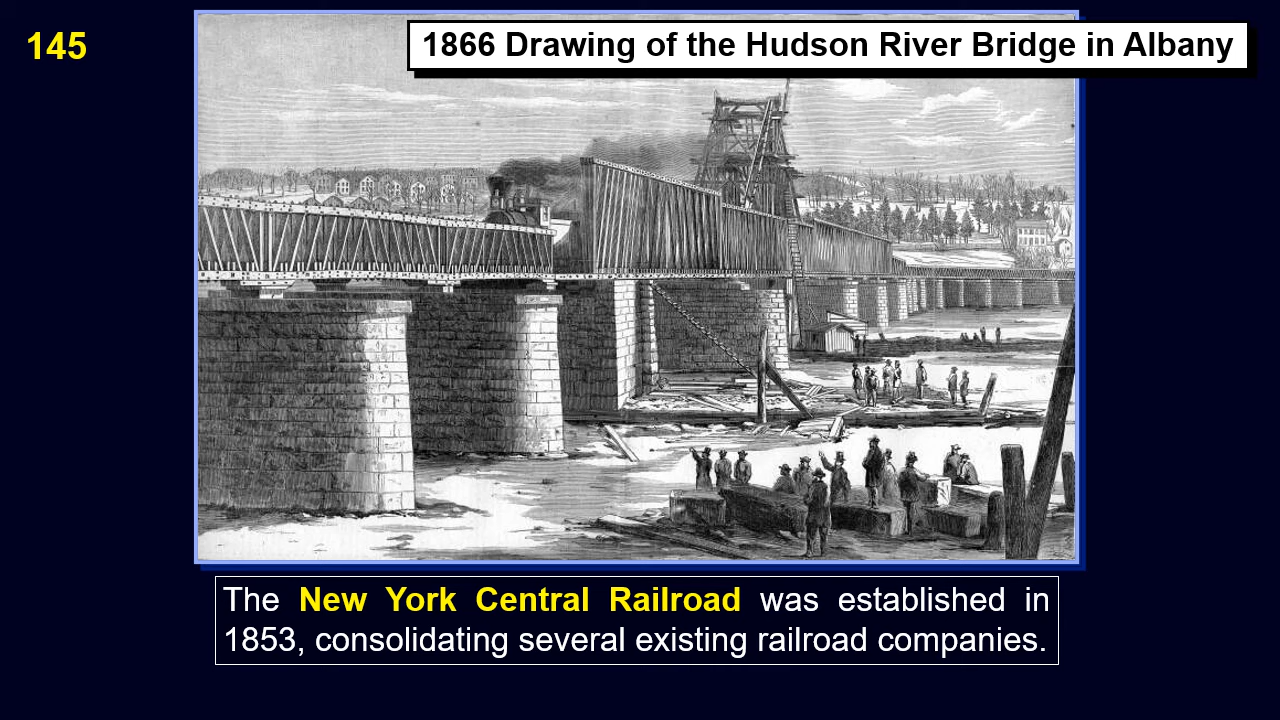 145
1866 Drawing of the Hudson River Bridge in Albany
The New York Central Railroad was established in
1853, consolidating several existing railroad companies.